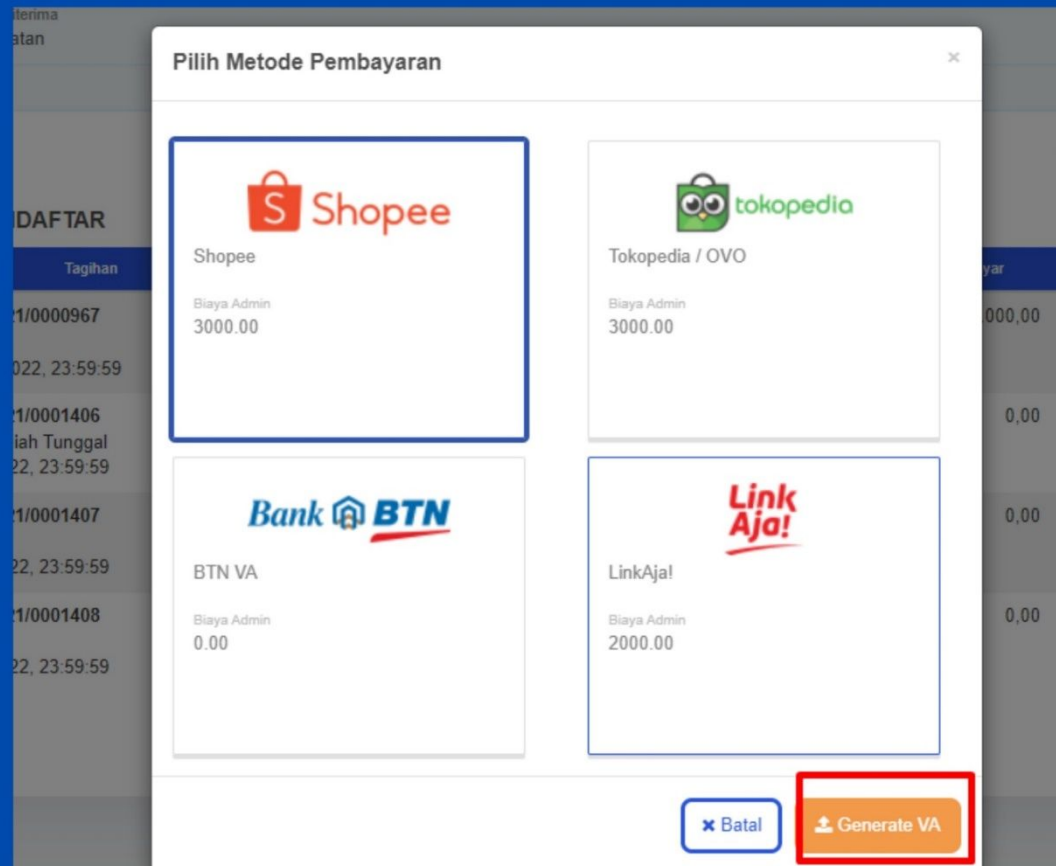 atan
Pilih Metode Pembayaran
×
S Shopee
tokopedia
Shopee
Tokopedia / OVO
Biaya Admin
3000.00
Biaya Admin
3000.00
Bank BTN
Link
Aja!
BTN VA
LinkAja!
Biaya Admin
0.00
Biaya Admin
2000.00
× Batal
Generate VA
IDAFTAR
Tagihan
yar
21/0000967
000,00
022, 23:59:59
21/0001406
0,00
iah Tunggal
22, 23:59:59
21/0001407
0,00
22, 23:59:59
21/0001408
0,00
22, 23:59:59